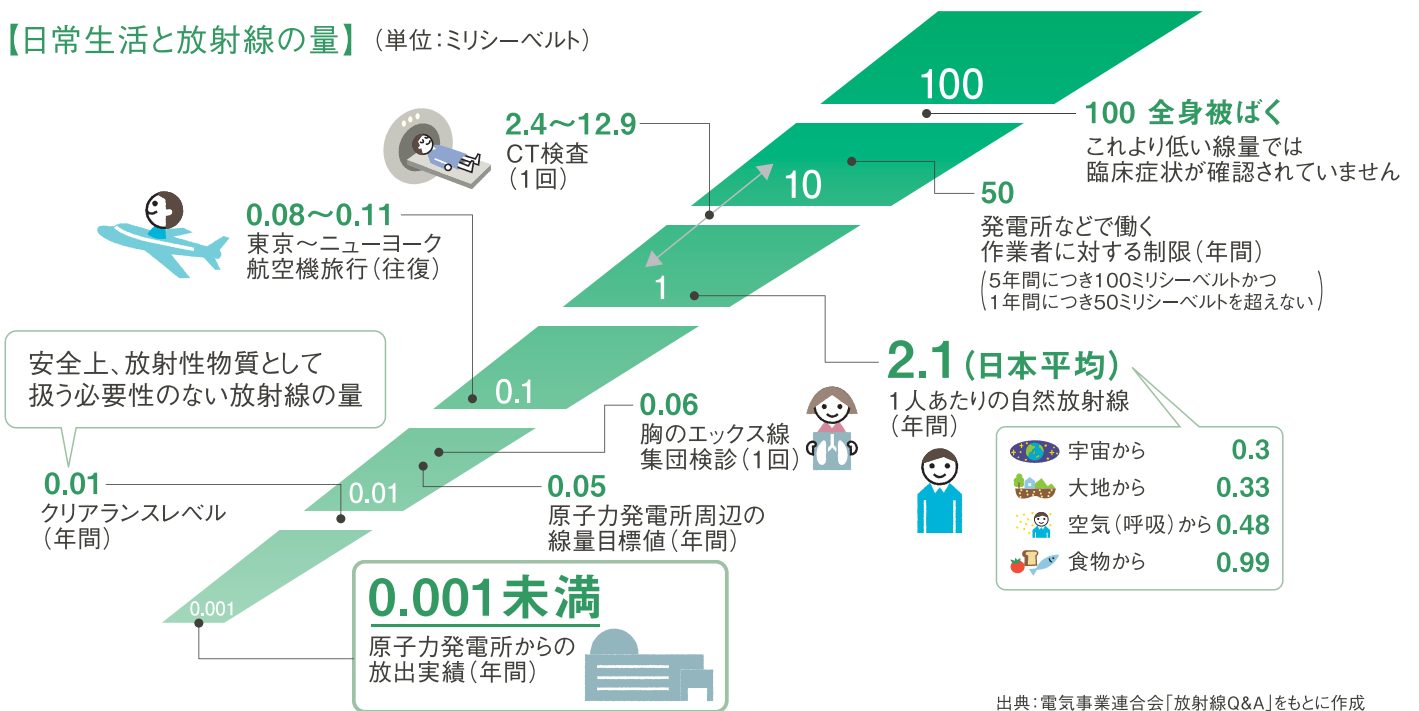 【日常生活と放射線の量】（単位：ミリシーベルト）
100
100 全身被ばく
これより低い線量では
臨床症状が確認されていません
2.4〜12.9
CT検査
（1回）
10
50
発電所などで働く
作業者に対する制限（年間）
（5年間につき100ミリシーベルトかつ
1年間につき50ミリシーベルトを超えない）
0.08〜0.11
東京〜ニューヨーク
航空機旅行（往復）
1
2.1（日本平均）
1人あたりの自然放射線
（年間）
宇宙から 0.3
大地から 0.33
空気（呼吸）から 0.48
食物から 0.99
0.1
安全上、放射性物質として
扱う必要性のない放射線の量
0.06
胸のエックス線
集団検診（1回）
0.01
0.01
クリアランスレベル
（年間）
0.05
原子力発電所周辺の
線量目標値（年間）
0.001
0.001未満
原子力発電所からの
放出実績（年間）
出典：電気事業連合会「放射線Q&A」をもとに作成